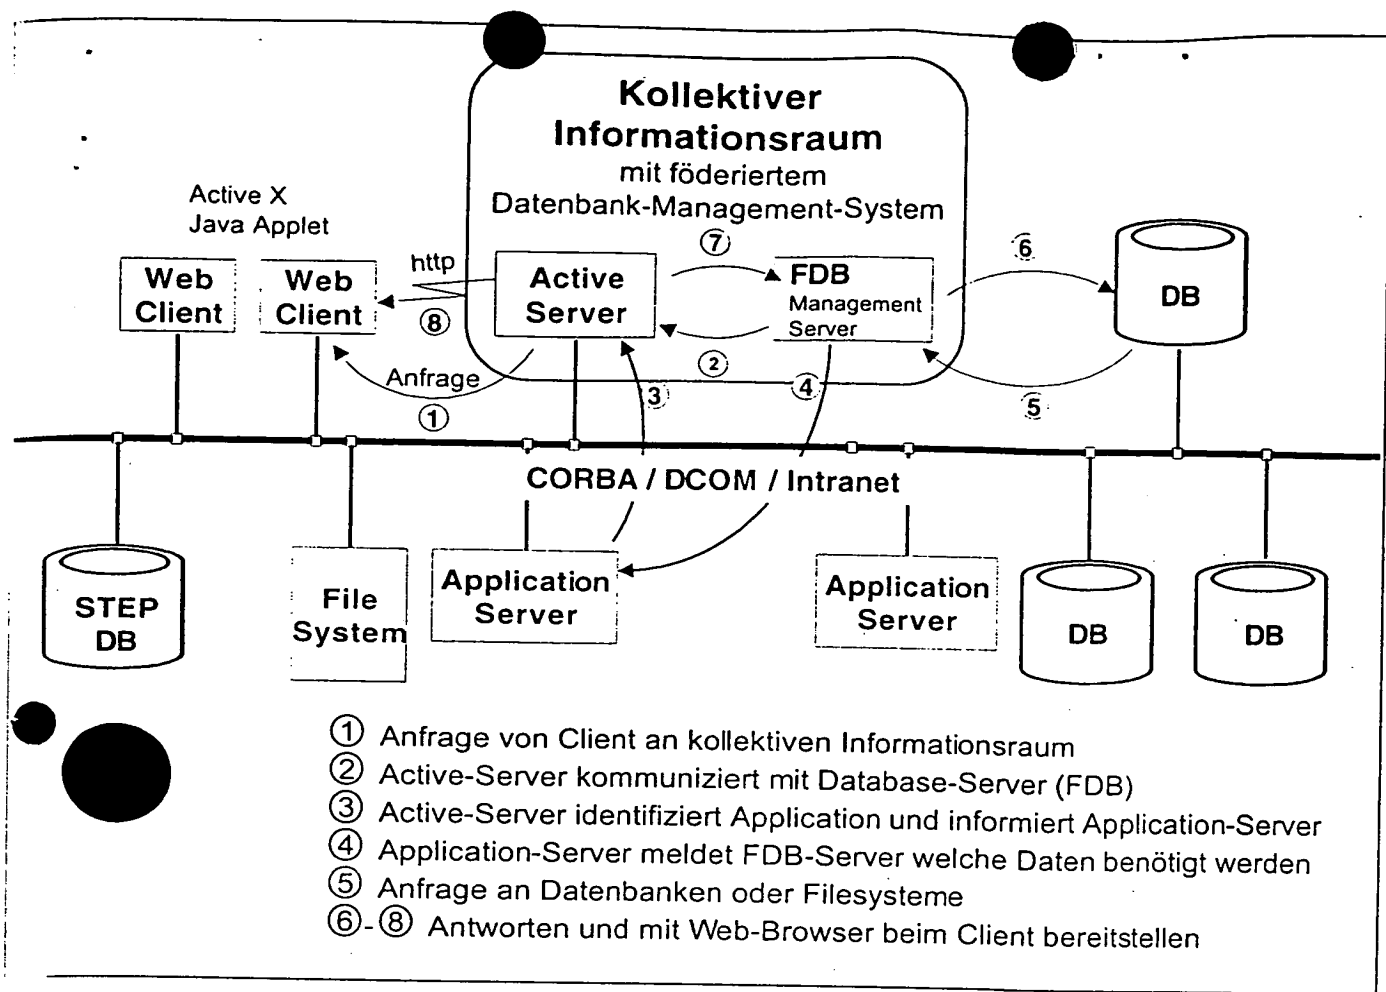 Kollektiver
Informationsraum
mit föderiertem
Datenbank-Management-System
Active X
Java Applet
Web
Client
Web
Client
http
⑧
Active
Server
⑦
FDB
Management
Server
②
⑥
DB
Anfrage
①
③
④
⑤
CORBA / DCOM / Intranet
STEP
DB
File
System
Application
Server
Application
Server
DB
DB
① Anfrage von Client an kollektiven Informationsraum
② Active-Server kommuniziert mit Database-Server (FDB)
③ Active-Server identifiziert Application und informiert Application-Server
④ Application-Server meldet FDB-Server welche Daten benötigt werden
⑤ Anfrage an Datenbanken oder Filesysteme
⑥-⑧ Antworten und mit Web-Browser beim Client bereitstellen